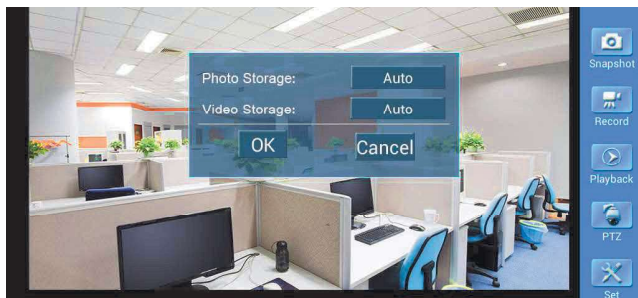 Photo Storage: Auto
Video Storage: Auto
OK Cancel
Snapshot
Record
Playback
PTZ
Set